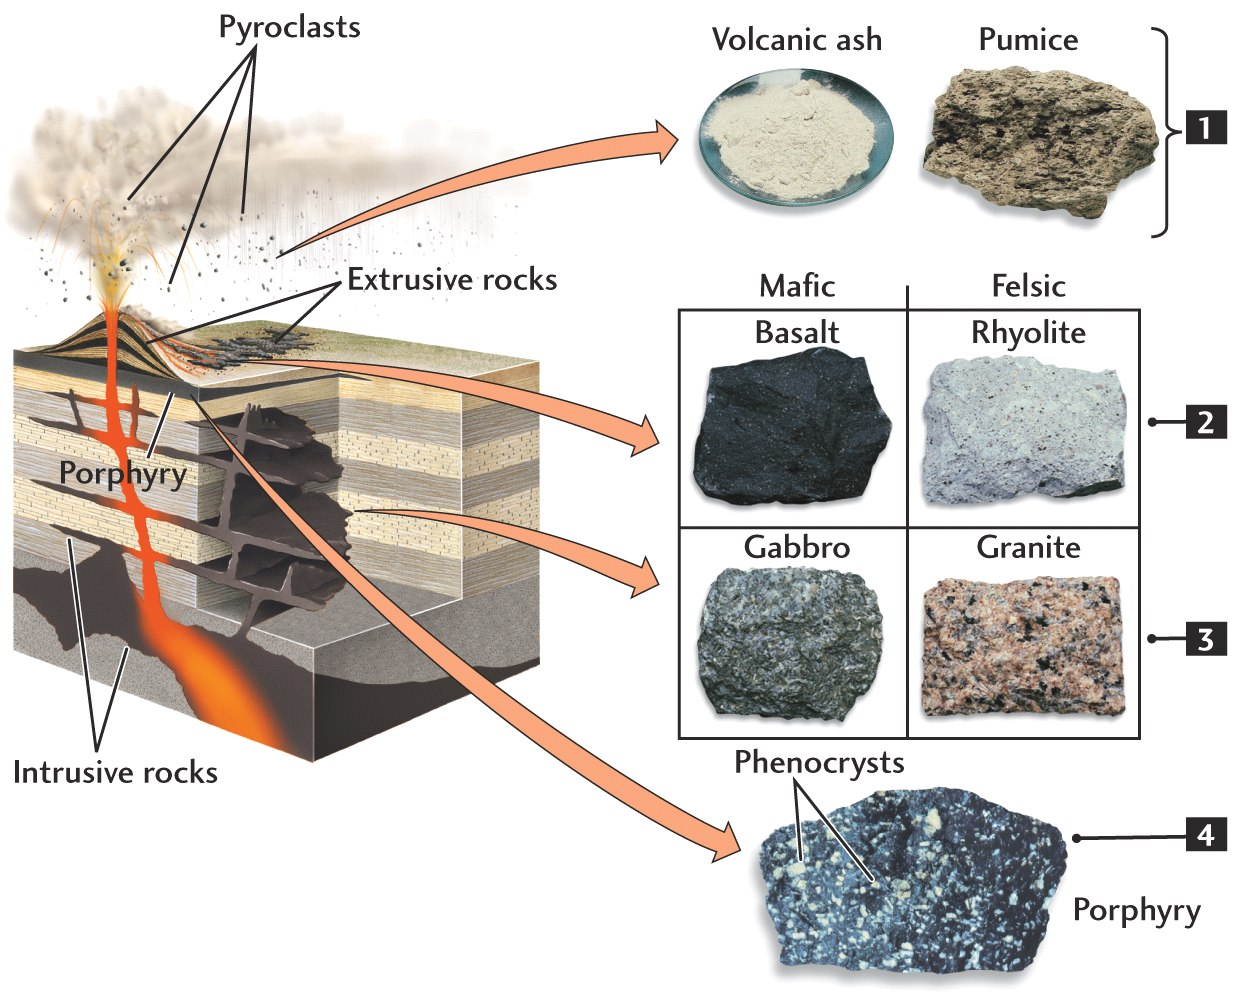 Pyroclasts
Volcanic ash
Pumice
1
Extrusive rocks
Mafic
Felsic
Basalt
Rhyolite
2
Porphyry
Gabbro
Granite
3
Intrusive rocks
Phenocrysts
4
Porphyry